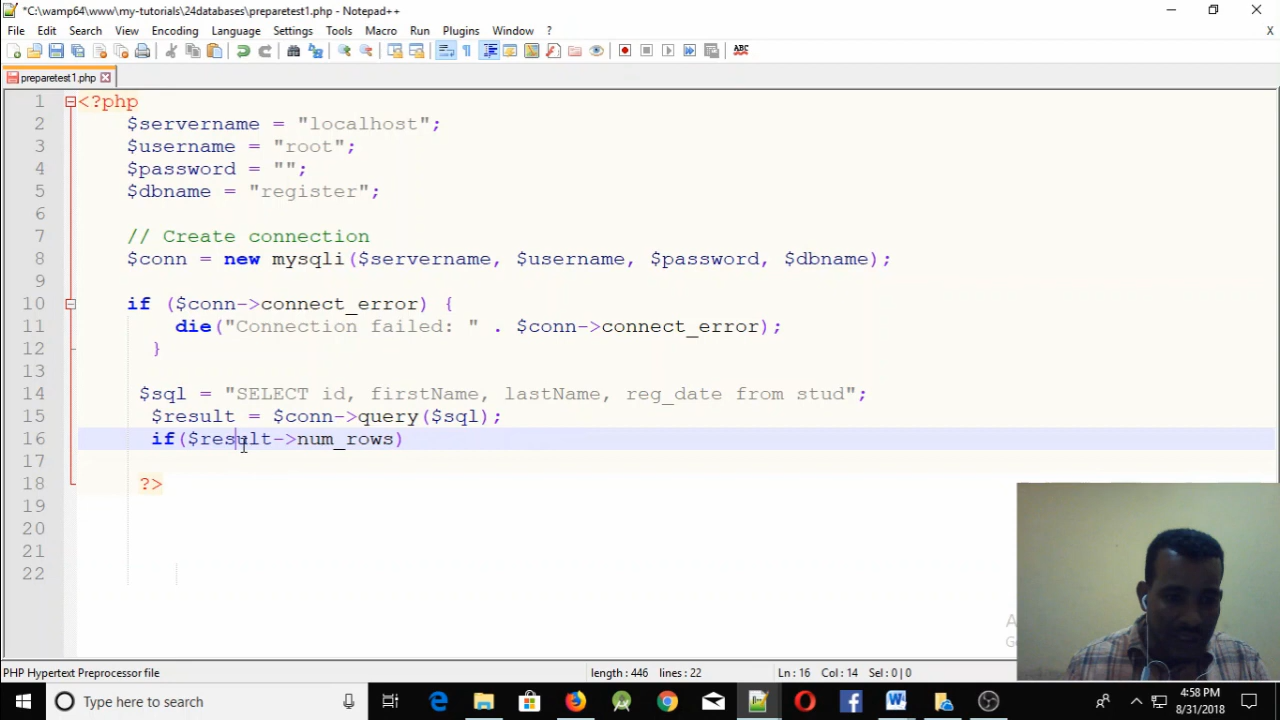 *C:\wamp64\www\my-tutorials\24databases\preparetest1.php - Notepad++
File Edit Search View Encoding Language Settings Tools Macro Run Plugins Window ? X
ABC
preparetest1.php
1 <?php
2 $servername = "localhost";
3 $username = "root";
4 $password = "";
5 $dbname = "register";
6
7 // Create connection
8 $conn = new mysqli($servername, $username, $password, $dbname);
9
10 if ($conn->connect_error) {
11 die("Connection failed: " . $conn->connect_error);
12 }
13
14 $sql = "SELECT id, firstName, lastName, reg_date from stud";
15 $result = $conn->query($sql);
16 if($result->num_rows)
17
18 ?>
19
20
21
22
PHP Hypertext Preprocessor file length : 446 lines : 22 Ln : 16 Col : 14 Sel : 0 | 0
Type here to search
4:58 PM
8/31/2018